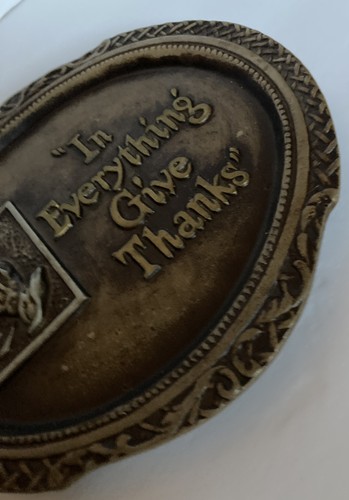 "In
Everything
Give
Thanks"